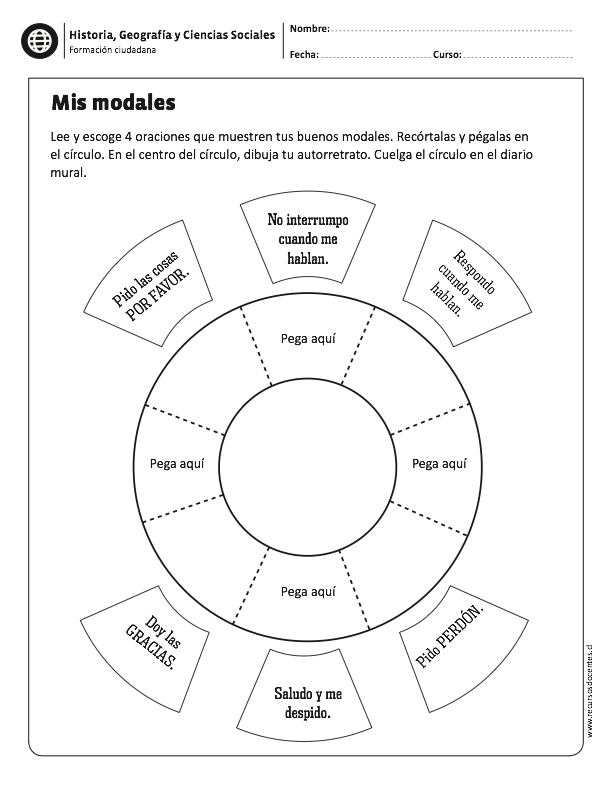 Historia, Geografía y Ciencias Sociales
Formación ciudadana
Nombre:
Fecha: Curso:
Mis modales
Lee y escoge 4 oraciones que muestren tus buenos modales. Recórtalas y pégalas en
el círculo. En el centro del círculo, dibuja tu autorretrato. Cuelga el círculo en el diario
mural.
No interrumpo
cuando me
hablan.
Pido las cosas
POR FAVOR.
Respondo
cuando me
hablan.
Pega aquí
Pega aquí
Pega aquí
Pega aquí
Doy las
GRACIAS.
Pido PERDÓN.
Saludo y me
despido.
www.recursosdocentes.cl